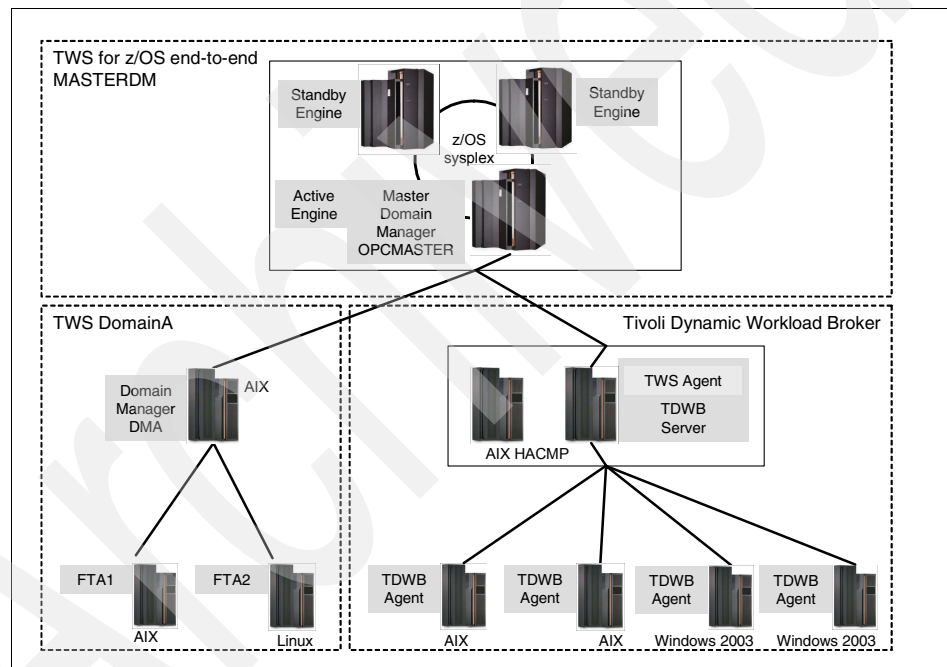 TWS for z/OS end-to-end
MASTERDM
Standby
Engine
Standby
Engine
z/OS
sysplex
Active
Engine
Master
Domain
Manager
OPCMASTER
TWS DomainA
Domain
Manager
DMA
AIX
FTA1
AIX
FTA2
Linux
Tivoli Dynamic Workload Broker
TWS Agent
TDWB
Server
AIX HACMP
TDWB
Agent
AIX
TDWB
Agent
AIX
TDWB
Agent
Windows 2003
TDWB
Agent
Windows 2003